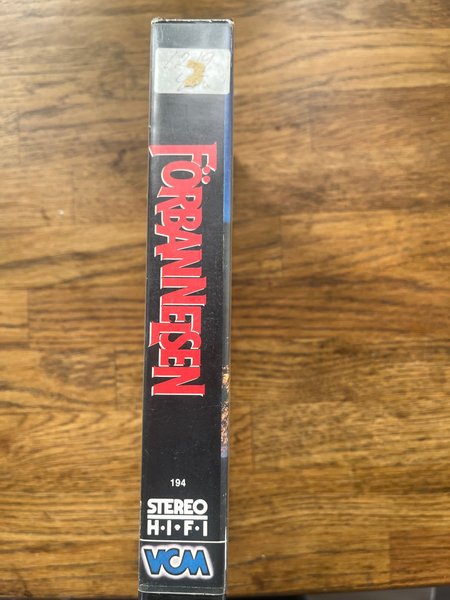 FÖRBANNELSEN
194
STEREO
H·I·F·I
VCM